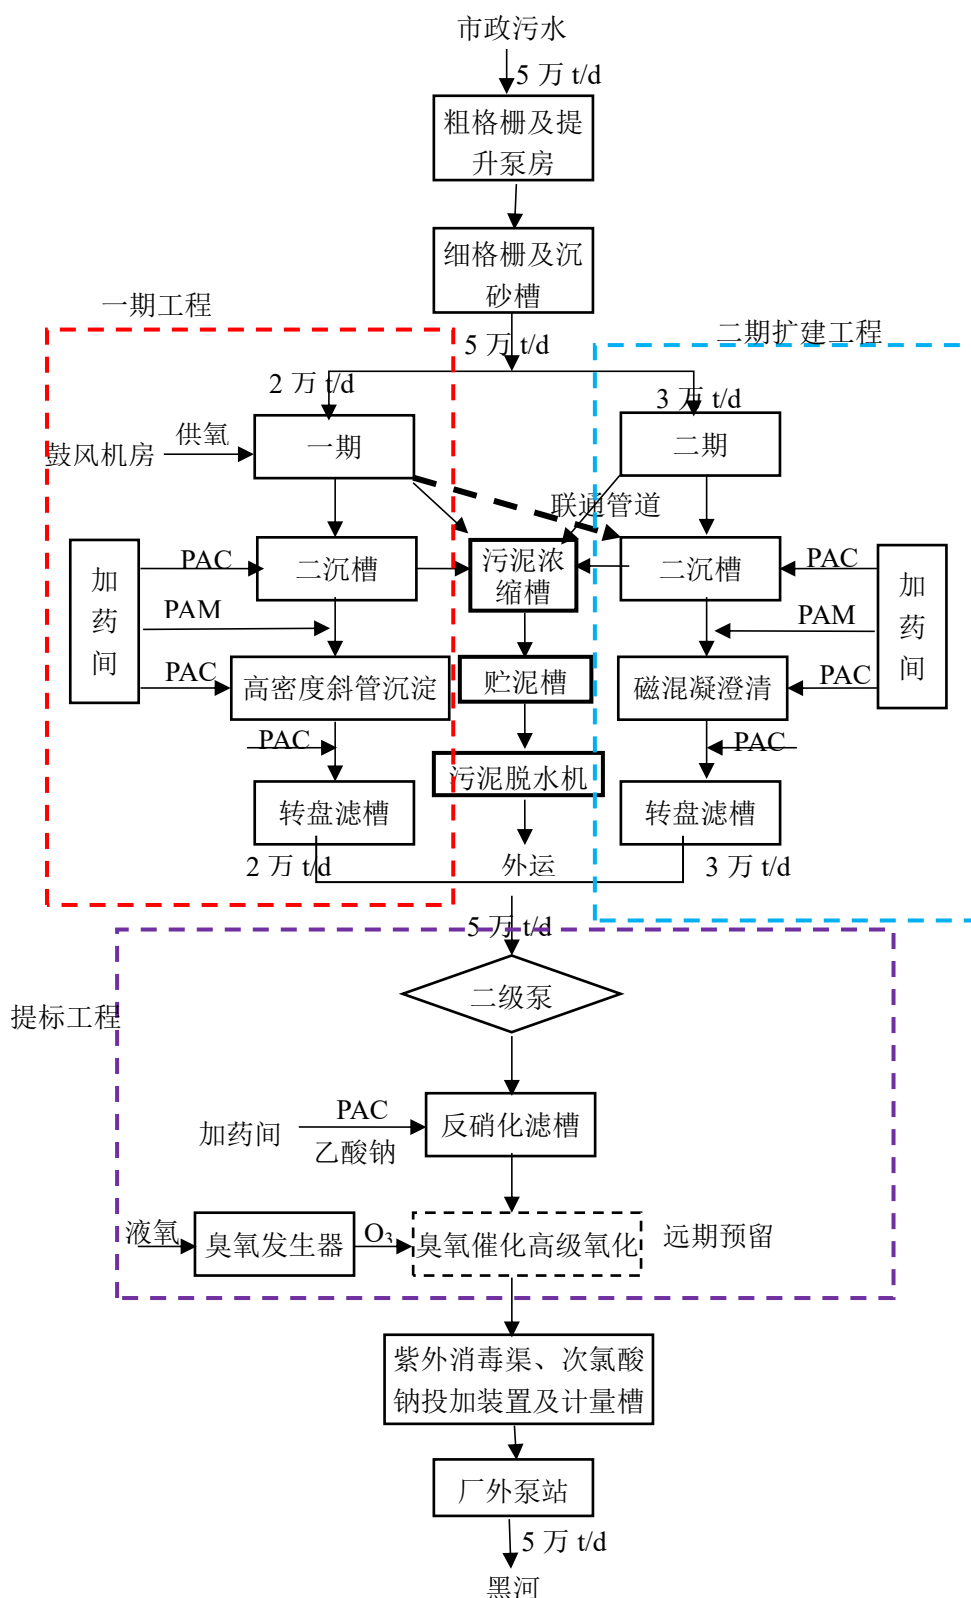 市政污水
5 万 t/d
粗格栅及提
升泵房
细格栅及沉
砂槽
一期工程
5 万 t/d
二期扩建工程
2 万 t/d
3 万 t/d
鼓风机房
供氧
一期
二期
联通管道
加
药
间
PAC
二沉槽
污泥浓
缩槽
二沉槽
PAC
加
药
间
PAM
PAM
PAC
高密度斜管沉淀
贮泥槽
磁混凝澄清
PAC
PAC
PAC
污泥脱水机
转盘滤槽
转盘滤槽
2 万 t/d
外运
3 万 t/d
5 万 t/d
提标工程
二级泵
加药间
PAC
乙酸钠
反硝化滤槽
液氧
臭氧发生器
O₃
臭氧催化高级氧化
远期预留
紫外消毒渠、次氯酸
钠投加装置及计量槽
厂外泵站
5 万 t/d
黑河